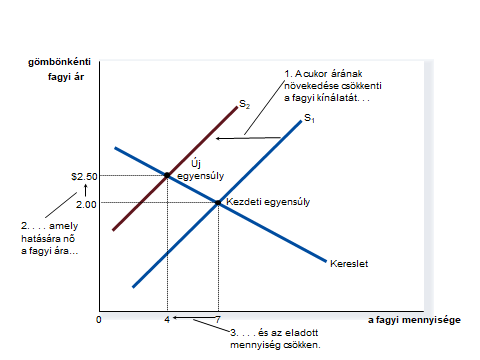 gömbönkénti
fagyi ár
1. A cukor árának
növekedése csökkenti
a fagyi kínálatát. . .
S2
S1
Új
egyensúly
$2.50
Kezdeti egyensúly
2.00
2. . . . amely
hatására nő
a fagyi ára...
Kereslet
0
4
7
a fagyi mennyisége
3. . . . és az eladott
mennyiség csökken.